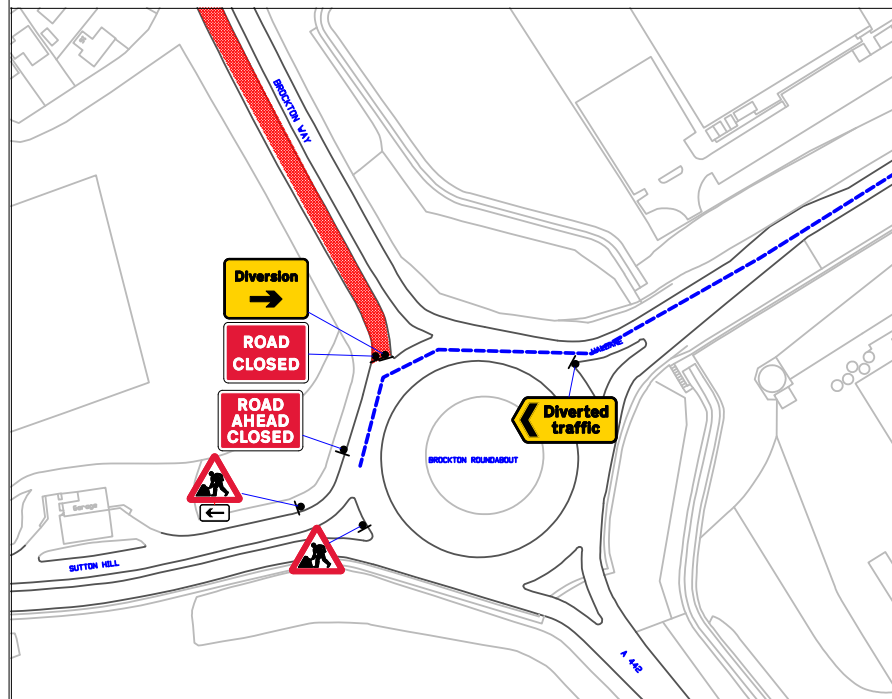 BROCKTON WAY
Diversion
ROAD
CLOSED
ROAD
AHEAD
CLOSED
Diverted
traffic
BROCKTON ROUNDABOUT
Garage
SUTTON HILL
A 442